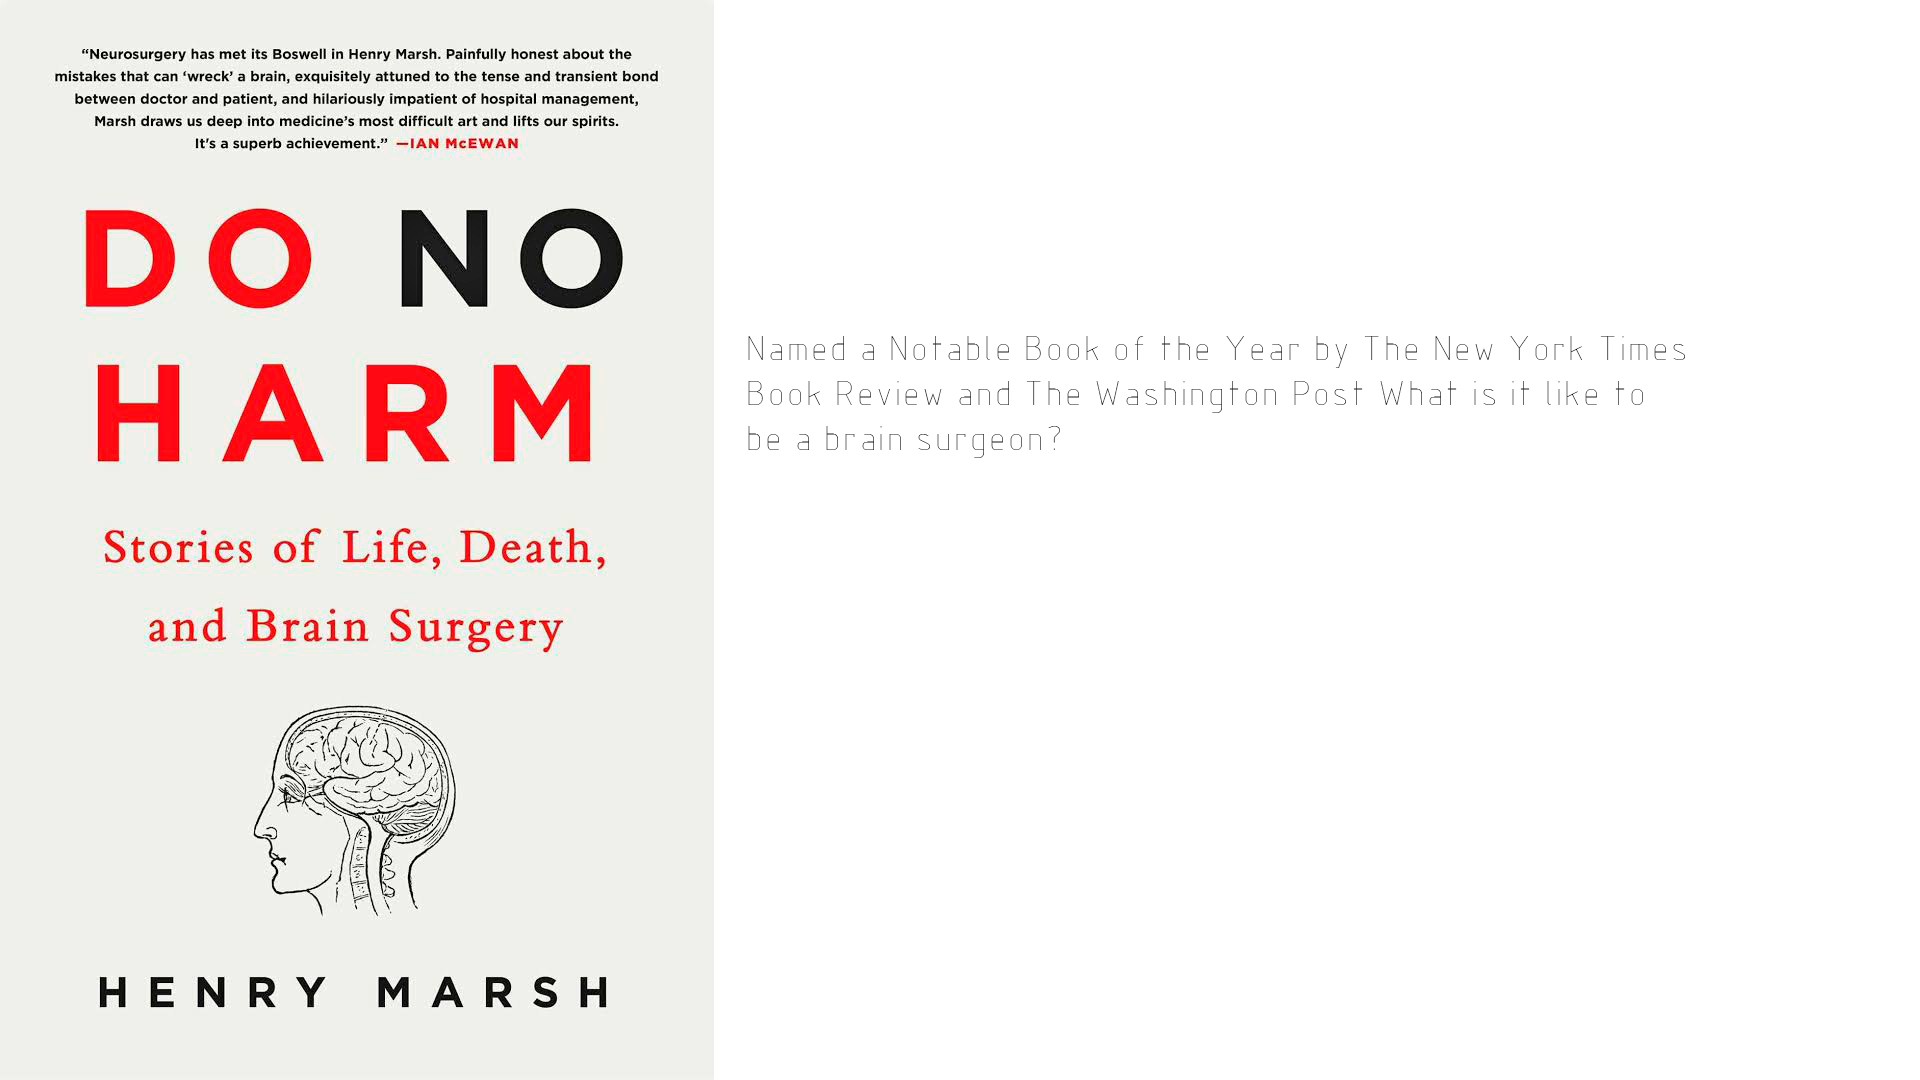 “Neurosurgery has met its Boswell in Henry Marsh. Painfully honest about the
mistakes that can ‘wreck’ a brain, exquisitely attuned to the tense and transient bond
between doctor and patient, and hilariously impatient of hospital management,
Marsh draws us deep into medicine’s most difficult art and lifts our spirits.
It's a superb achievement.” —IAN McEWAN
DO NO
HARM
Stories of Life, Death,
and Brain Surgery
HENRY MARSH
Named a Notable Book of the Year by The New York Times
Book Review and The Washington Post What is it like to
be a brain surgeon?